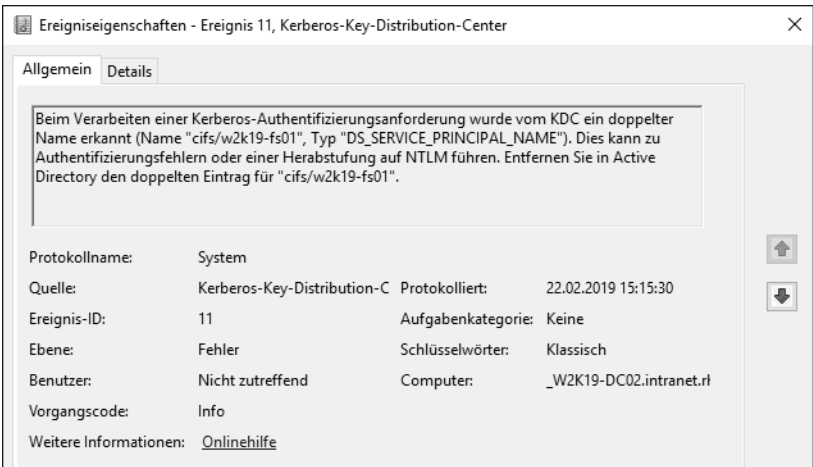 Ereigniseigenschaften - Ereignis 11, Kerberos-Key-Distribution-Center
Allgemein Details
Beim Verarbeiten einer Kerberos-Authentifizierungsanforderung wurde vom KDC ein doppelter
Name erkannt (Name "cifs/w2k19-fs01", Typ "DS_SERVICE_PRINCIPAL_NAME"). Dies kann zu
Authentifizierungsfehlern oder einer Herabstufung auf NTLM führen. Entfernen Sie in Active
Directory den doppelten Eintrag für "cifs/w2k19-fs01".
Protokollname: System
Quelle: Kerberos-Key-Distribution-C Protokolliert: 22.02.2019 15:15:30
Ereignis-ID: 11 Aufgabenkategorie: Keine
Ebene: Fehler Schlüsselwörter: Klassisch
Benutzer: Nicht zutreffend Computer: _W2K19-DC02.intranet.rl
Vorgangscode: Info
Weitere Informationen: Onlinehilfe